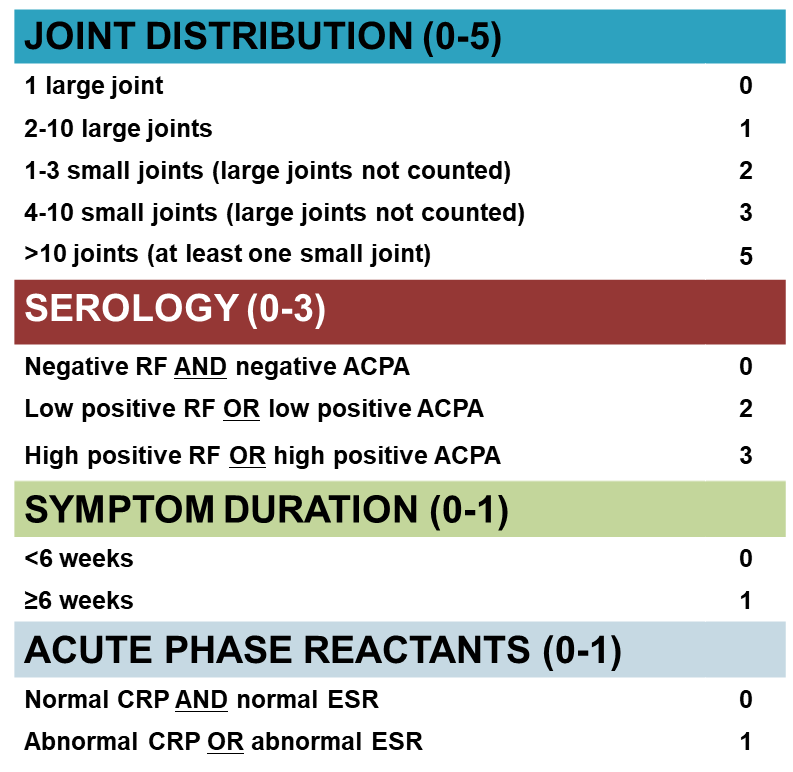 JOINT DISTRIBUTION (0-5)
1 large joint 0
2-10 large joints 1
1-3 small joints (large joints not counted) 2
4-10 small joints (large joints not counted) 3
>10 joints (at least one small joint) 5
SEROLOGY (0-3)
Negative RF AND negative ACPA 0
Low positive RF OR low positive ACPA 2
High positive RF OR high positive ACPA 3
SYMPTOM DURATION (0-1)
<6 weeks 0
≥6 weeks 1
ACUTE PHASE REACTANTS (0-1)
Normal CRP AND normal ESR 0
Abnormal CRP OR abnormal ESR 1